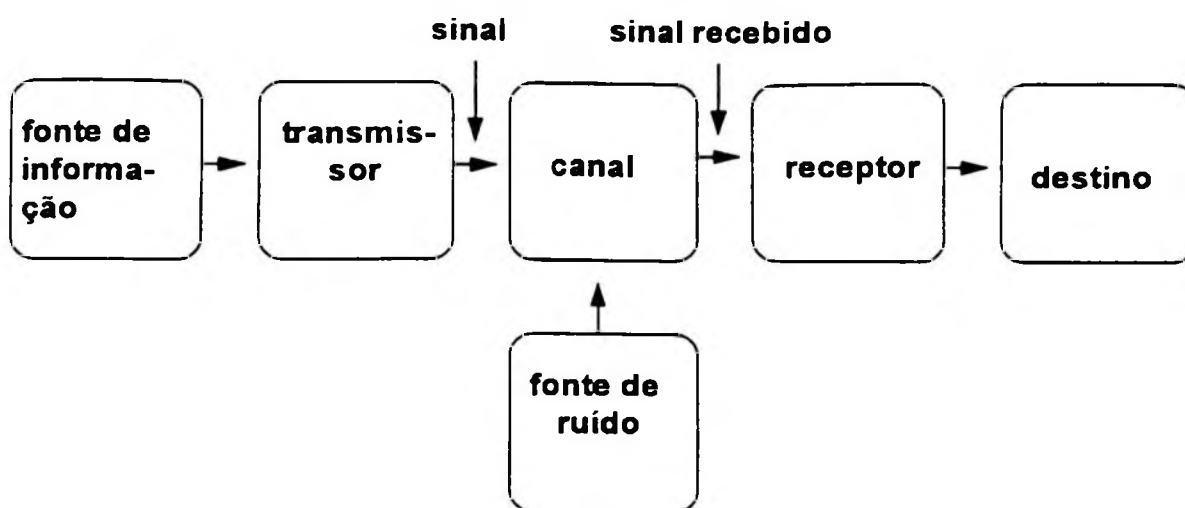 sinal
sinal recebido
fonte de
informa-
ção
transmis-
sor
canal
receptor
destino
fonte de
ruído